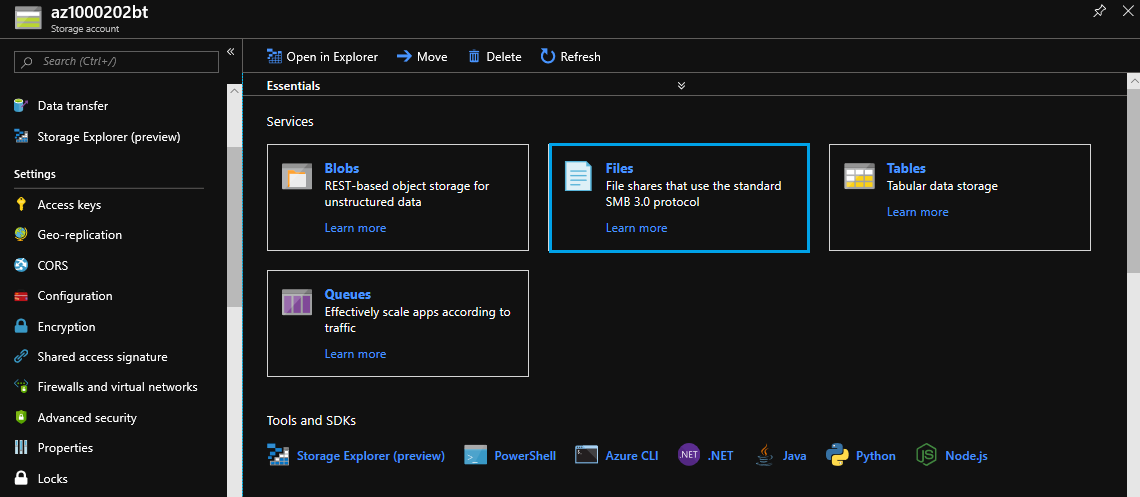 az1000202bt
Storage account
Search (Ctrl+/)
«
Data transfer
Storage Explorer (preview)
Settings
Access keys
Geo-replication
CORS
Configuration
Encryption
Shared access signature
Firewalls and virtual networks
Advanced security
Properties
Locks
Open in Explorer
Move
Delete
Refresh
Essentials
Services
Blobs
REST-based object storage for
unstructured data
Learn more
Files
File shares that use the standard
SMB 3.0 protocol
Learn more
Tables
Tabular data storage
Learn more
Queues
Effectively scale apps according to
traffic
Learn more
Tools and SDKs
Storage Explorer (preview)
PowerShell
Azure CLI
.NET
.NET
Java
Python
Node.js